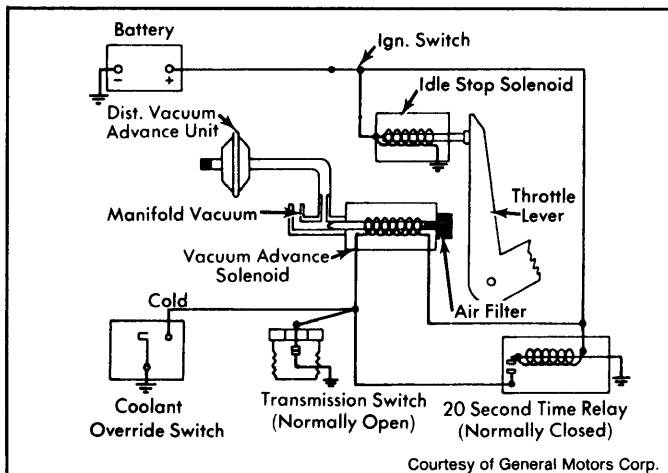 Battery
Ign. Switch
Idle Stop Solenoid
- +
Dist. Vacuum
Advance Unit
Manifold Vacuum
Throttle
Lever
Vacuum Advance
Solenoid
Air Filter
Cold
Coolant
Override Switch
Transmission Switch
(Normally Open)
20 Second Time Relay
(Normally Closed)
Courtesy of General Motors Corp.